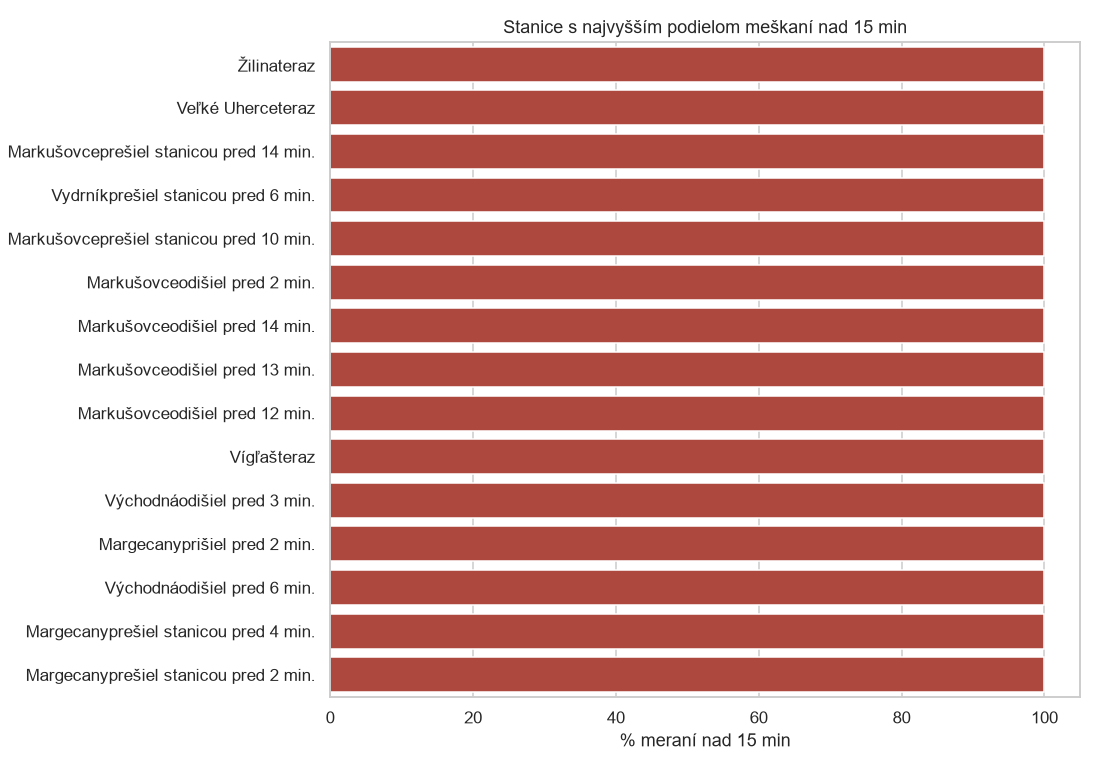 Stanice s najvyšším podielom meškaní nad 15 min
Žilinateraz
Veľké Uherceteraz
Markušovceprešiel stanicou pred 14 min.
Vydrníkprešiel stanicou pred 6 min.
Markušovceprešiel stanicou pred 10 min.
Markušovceodišiel pred 2 min.
Markušovceodišiel pred 14 min.
Markušovceodišiel pred 13 min.
Markušovceodišiel pred 12 min.
Vígľašteraz
Východnáodišiel pred 3 min.
Margecanyprišiel pred 2 min.
Východnáodišiel pred 6 min.
Margecanyprešiel stanicou pred 4 min.
Margecanyprešiel stanicou pred 2 min.
0 20 40 60 80 100
% meraní nad 15 min